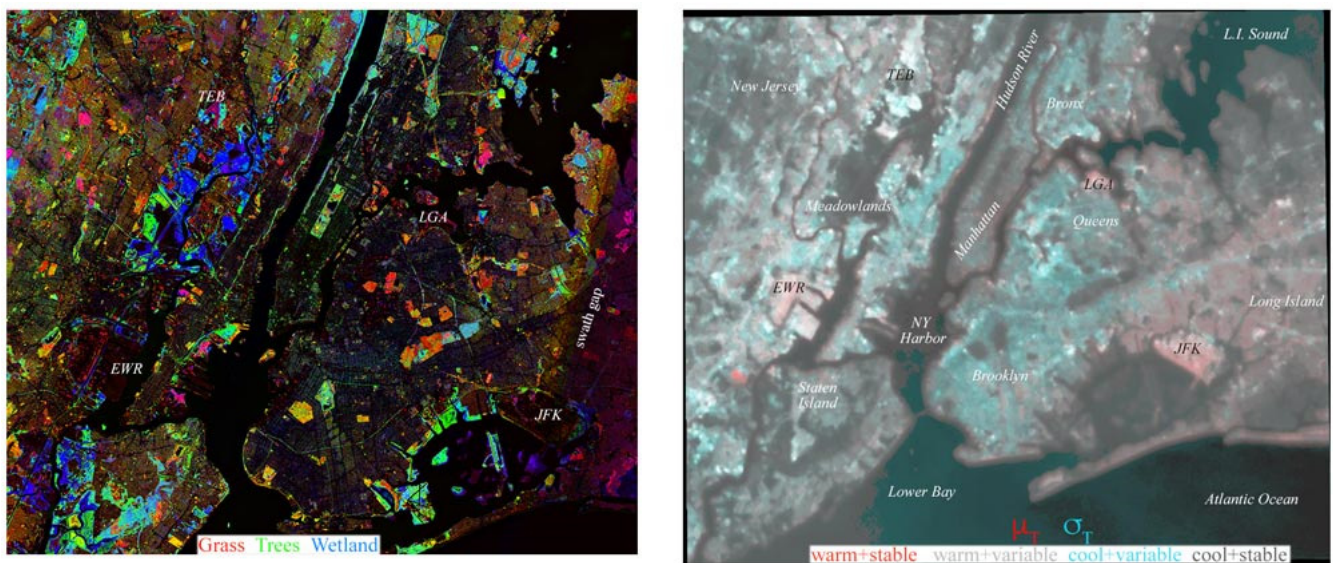 TEB
LGA
swath gap
EWR
JFK
Grass Trees Wetland
L.I. Sound
TEB
New Jersey
Hudson River
Bronx
LGA
Meadowlands
Queens
Manhattan
EWR
Long Island
NY
Harbor
JFK
Brooklyn
Staten
Island
Lower Bay
Atlantic Ocean
μT σT
warm+stable warm+variable cool+variable cool+stable